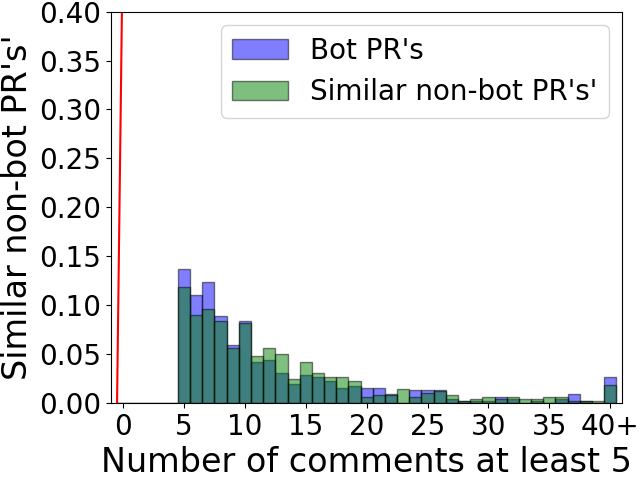 0.40
0.35
0.30
0.25
0.20
0.15
0.10
0.05
0.00
Similar non-bot PR's'
Bot PR's
Similar non-bot PR's'
0 5 10 15 20 25 30 35 40+
Number of comments at least 5